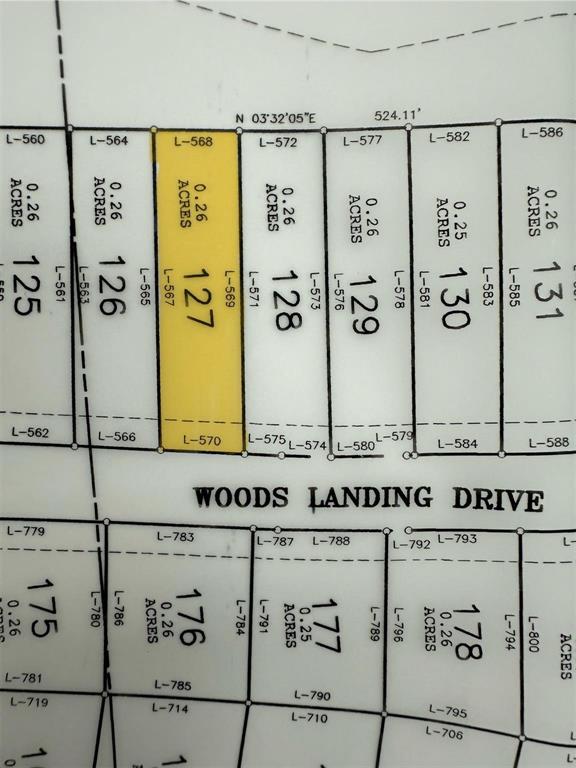 N 03°32'05"E 524.11'
L-560 L-564 L-568 L-572 L-577 L-582 L-586
0.26 ACRES 125
L-561
L-563
0.26 ACRES 126
L-565
L-567
0.26 ACRES 127
L-569
L-571
0.26 ACRES 128
L-573
L-576
0.26 ACRES 129
L-578
L-581
0.25 ACRES 130
L-583
L-585
0.26 ACRES 131
L-562 L-566 L-570 L-575 L-574 L-580 L-579 L-584 L-588
WOODS LANDING DRIVE
L-779 L-783 L-787 L-788 L-792 L-793
175 0.26
L-780
L-786
176 0.26 ACRES
L-784
L-791
177 0.25 ACRES
L-789
L-796
178 0.26 ACRES
L-794
L-800
ACRES
L-781 L-785 L-790 L-795
L-719 L-714 L-710 L-706